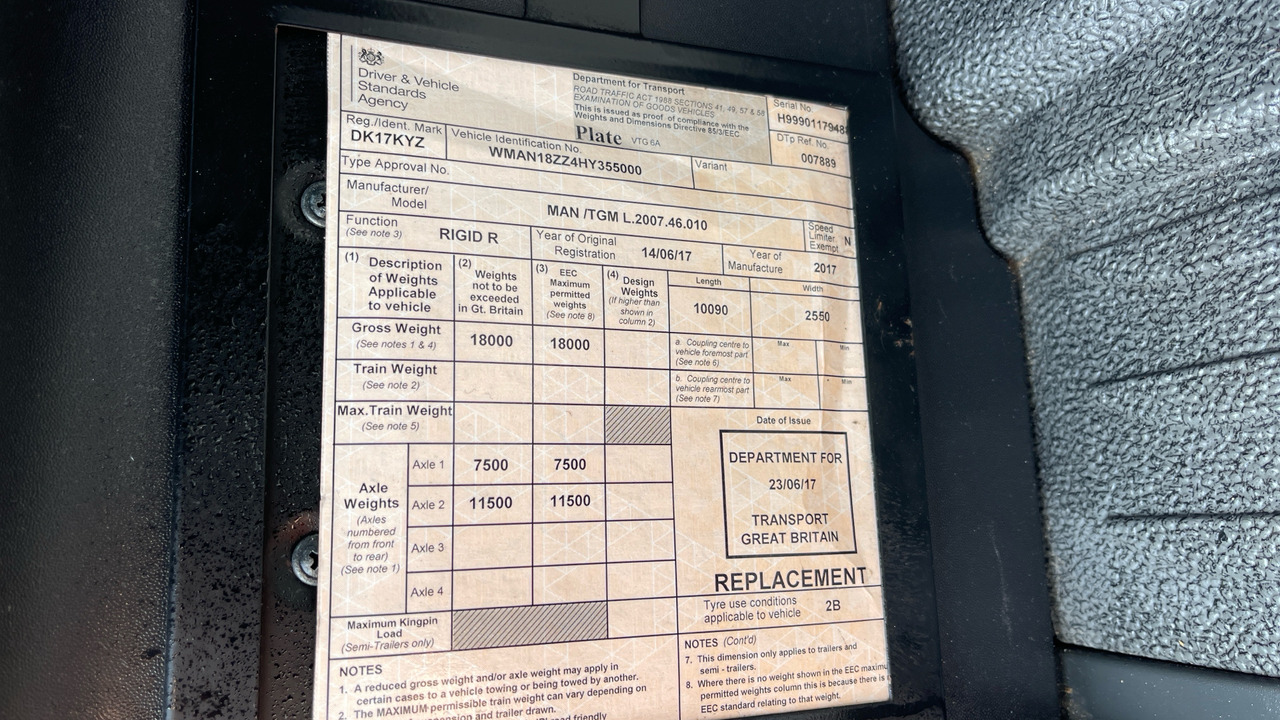 Driver & Vehicle
Standards
Agency
Department for Transport
ROAD TRAFFIC ACT 1988 SECTIONS 41, 49, 57 & 58
EXAMINATION OF GOODS VEHICLES
This is issued as proof of compliance with the
Weights and Dimensions Directive 85/3/EEC.
Plate VTG 6A
Serial No.
H9990117948
DTp Ref. No.
007889
Reg./Ident. Mark
DK17KYZ
Vehicle Identification No.
WMAN18ZZ4HY355000
Variant
Type Approval No.
Manufacturer/
Model
MAN /TGM L.2007.46.010
Speed
Limiter
Exempt N
Function
(See note 3)
RIGID R
Year of Original
Registration 14/06/17
Year of
Manufacture 2017
(1) Description
of Weights
Applicable
to vehicle
(2) Weights
not to be
exceeded
in Gt. Britain
(3) EEC
Maximum
permitted
weights
(See note 8)
(4) Design
Weights
(If higher than
shown in
column 2)
Length
10090
Width
2550
Gross Weight
(See notes 1 & 4)
18000 18000
a. Coupling centre to
vehicle foremost part
(See note 6)
Max Min
Train Weight
(See note 2)
b. Coupling centre to
vehicle rearmost part
(See note 7)
Max Min
Max.Train Weight
(See note 5)
Axle
Weights
(Axles
numbered
from front
to rear)
(See note 1)
Axle 1 7500 7500
Axle 2 11500 11500
Axle 3
Axle 4
Maximum Kingpin
Load
(Semi-Trailers only)
Date of Issue
DEPARTMENT FOR
23/06/17
TRANSPORT
GREAT BRITAIN
REPLACEMENT
Tyre use conditions
applicable to vehicle 2B
NOTES
1. A reduced gross weight and/or axle weight may apply in
certain cases to a vehicle towing or being towed by another.
2. The MAXIMUM permissible train weight can vary depending on
and trailer drawn.
friendly
NOTES (Cont'd)
7. This dimension only applies to trailers and
semi - trailers.
8. Where there is no weight shown in the EEC maximu
permitted weights column this is because there is
EEC standard relating to that weight.